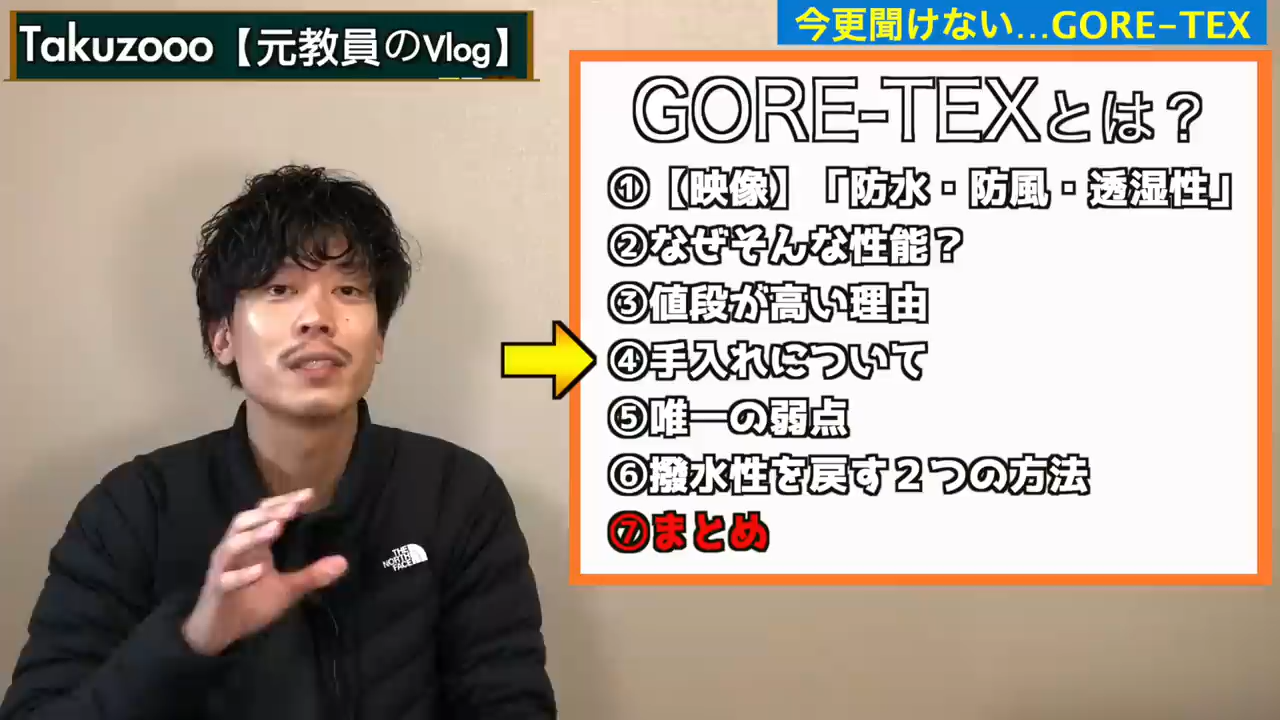 Takuzooo【元教員のVlog】
今更聞けない…GORE-TEX
GORE-TEXとは？
①【映像】「防水・防風・透湿性」
②なぜそんな性能？
③値段が高い理由
④手入れについて
⑤唯一の弱点
⑥撥水性を戻す２つの方法
⑦まとめ
THE
NORTH
FACE